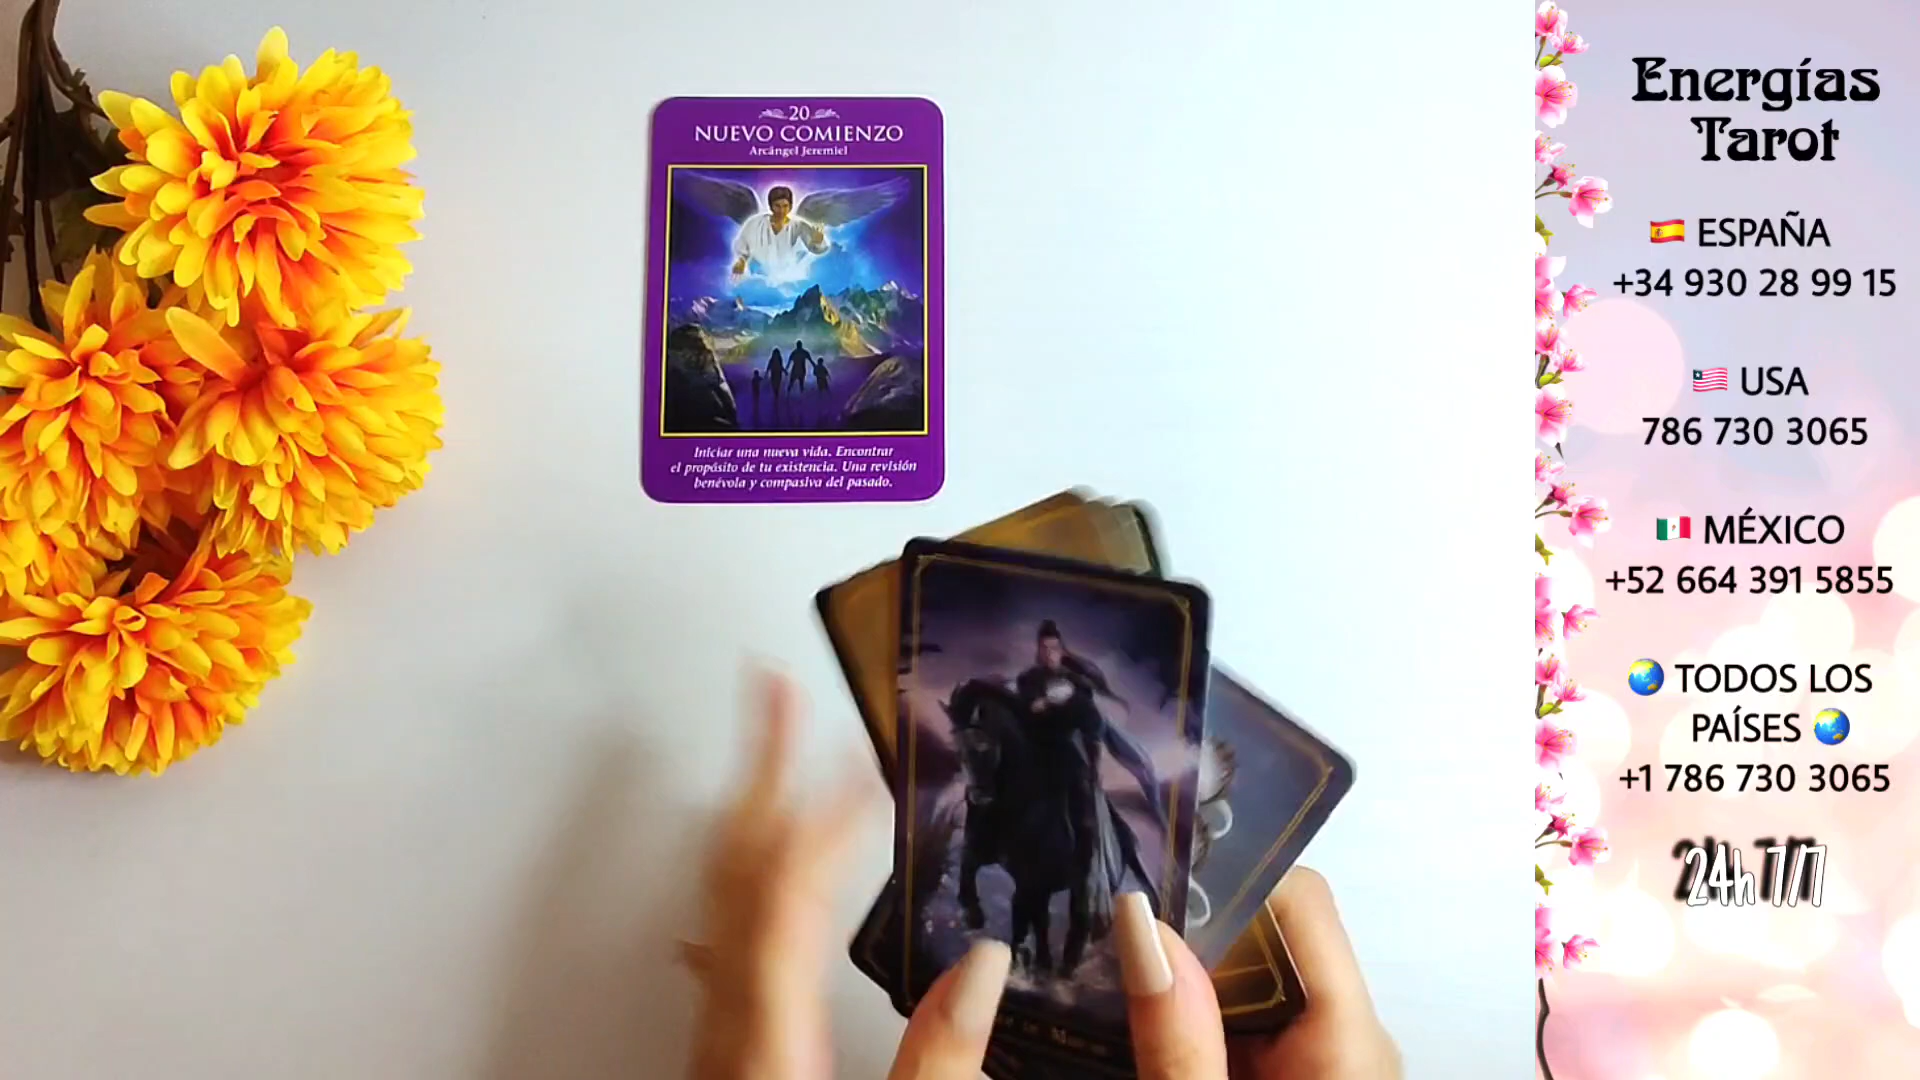 20
NUEVO COMIENZO
Arcángel Jeremiel
Iniciar una nueva vida. Encontrar
el propósito de tu existencia. Una revisión
benévola y compasiva del pasado.
Energías
Tarot
ESPAÑA
+34 930 28 99 15
USA
786 730 3065
MÉXICO
+52 664 391 5855
TODOS LOS
PAÍSES
+1 786 730 3065
24h 7/7